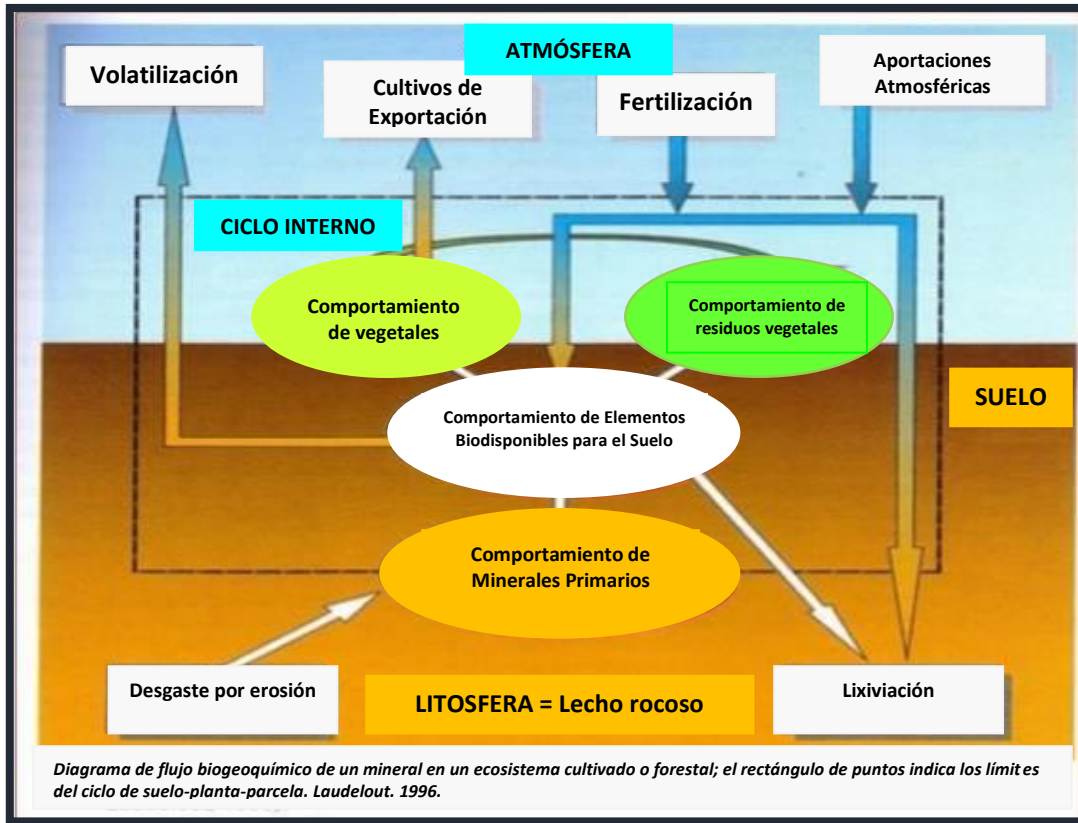 ATMÓSFERA
Volatilización
Cultivos de
Exportación
Fertilización
Aportaciones
Atmosféricas
CICLO INTERNO
Comportamiento
de vegetales
Comportamiento de
residuos vegetales
SUELO
Comportamiento de Elementos
Biodisponibles para el Suelo
Comportamiento de
Minerales Primarios
Desgaste por erosión
LITOSFERA = Lecho rocoso
Lixiviación
Diagrama de flujo biogeoquímico de un mineral en un ecosistema cultivado o forestal; el rectángulo de puntos indica los límites
del ciclo de suelo-planta-parcela. Laudelout. 1996.